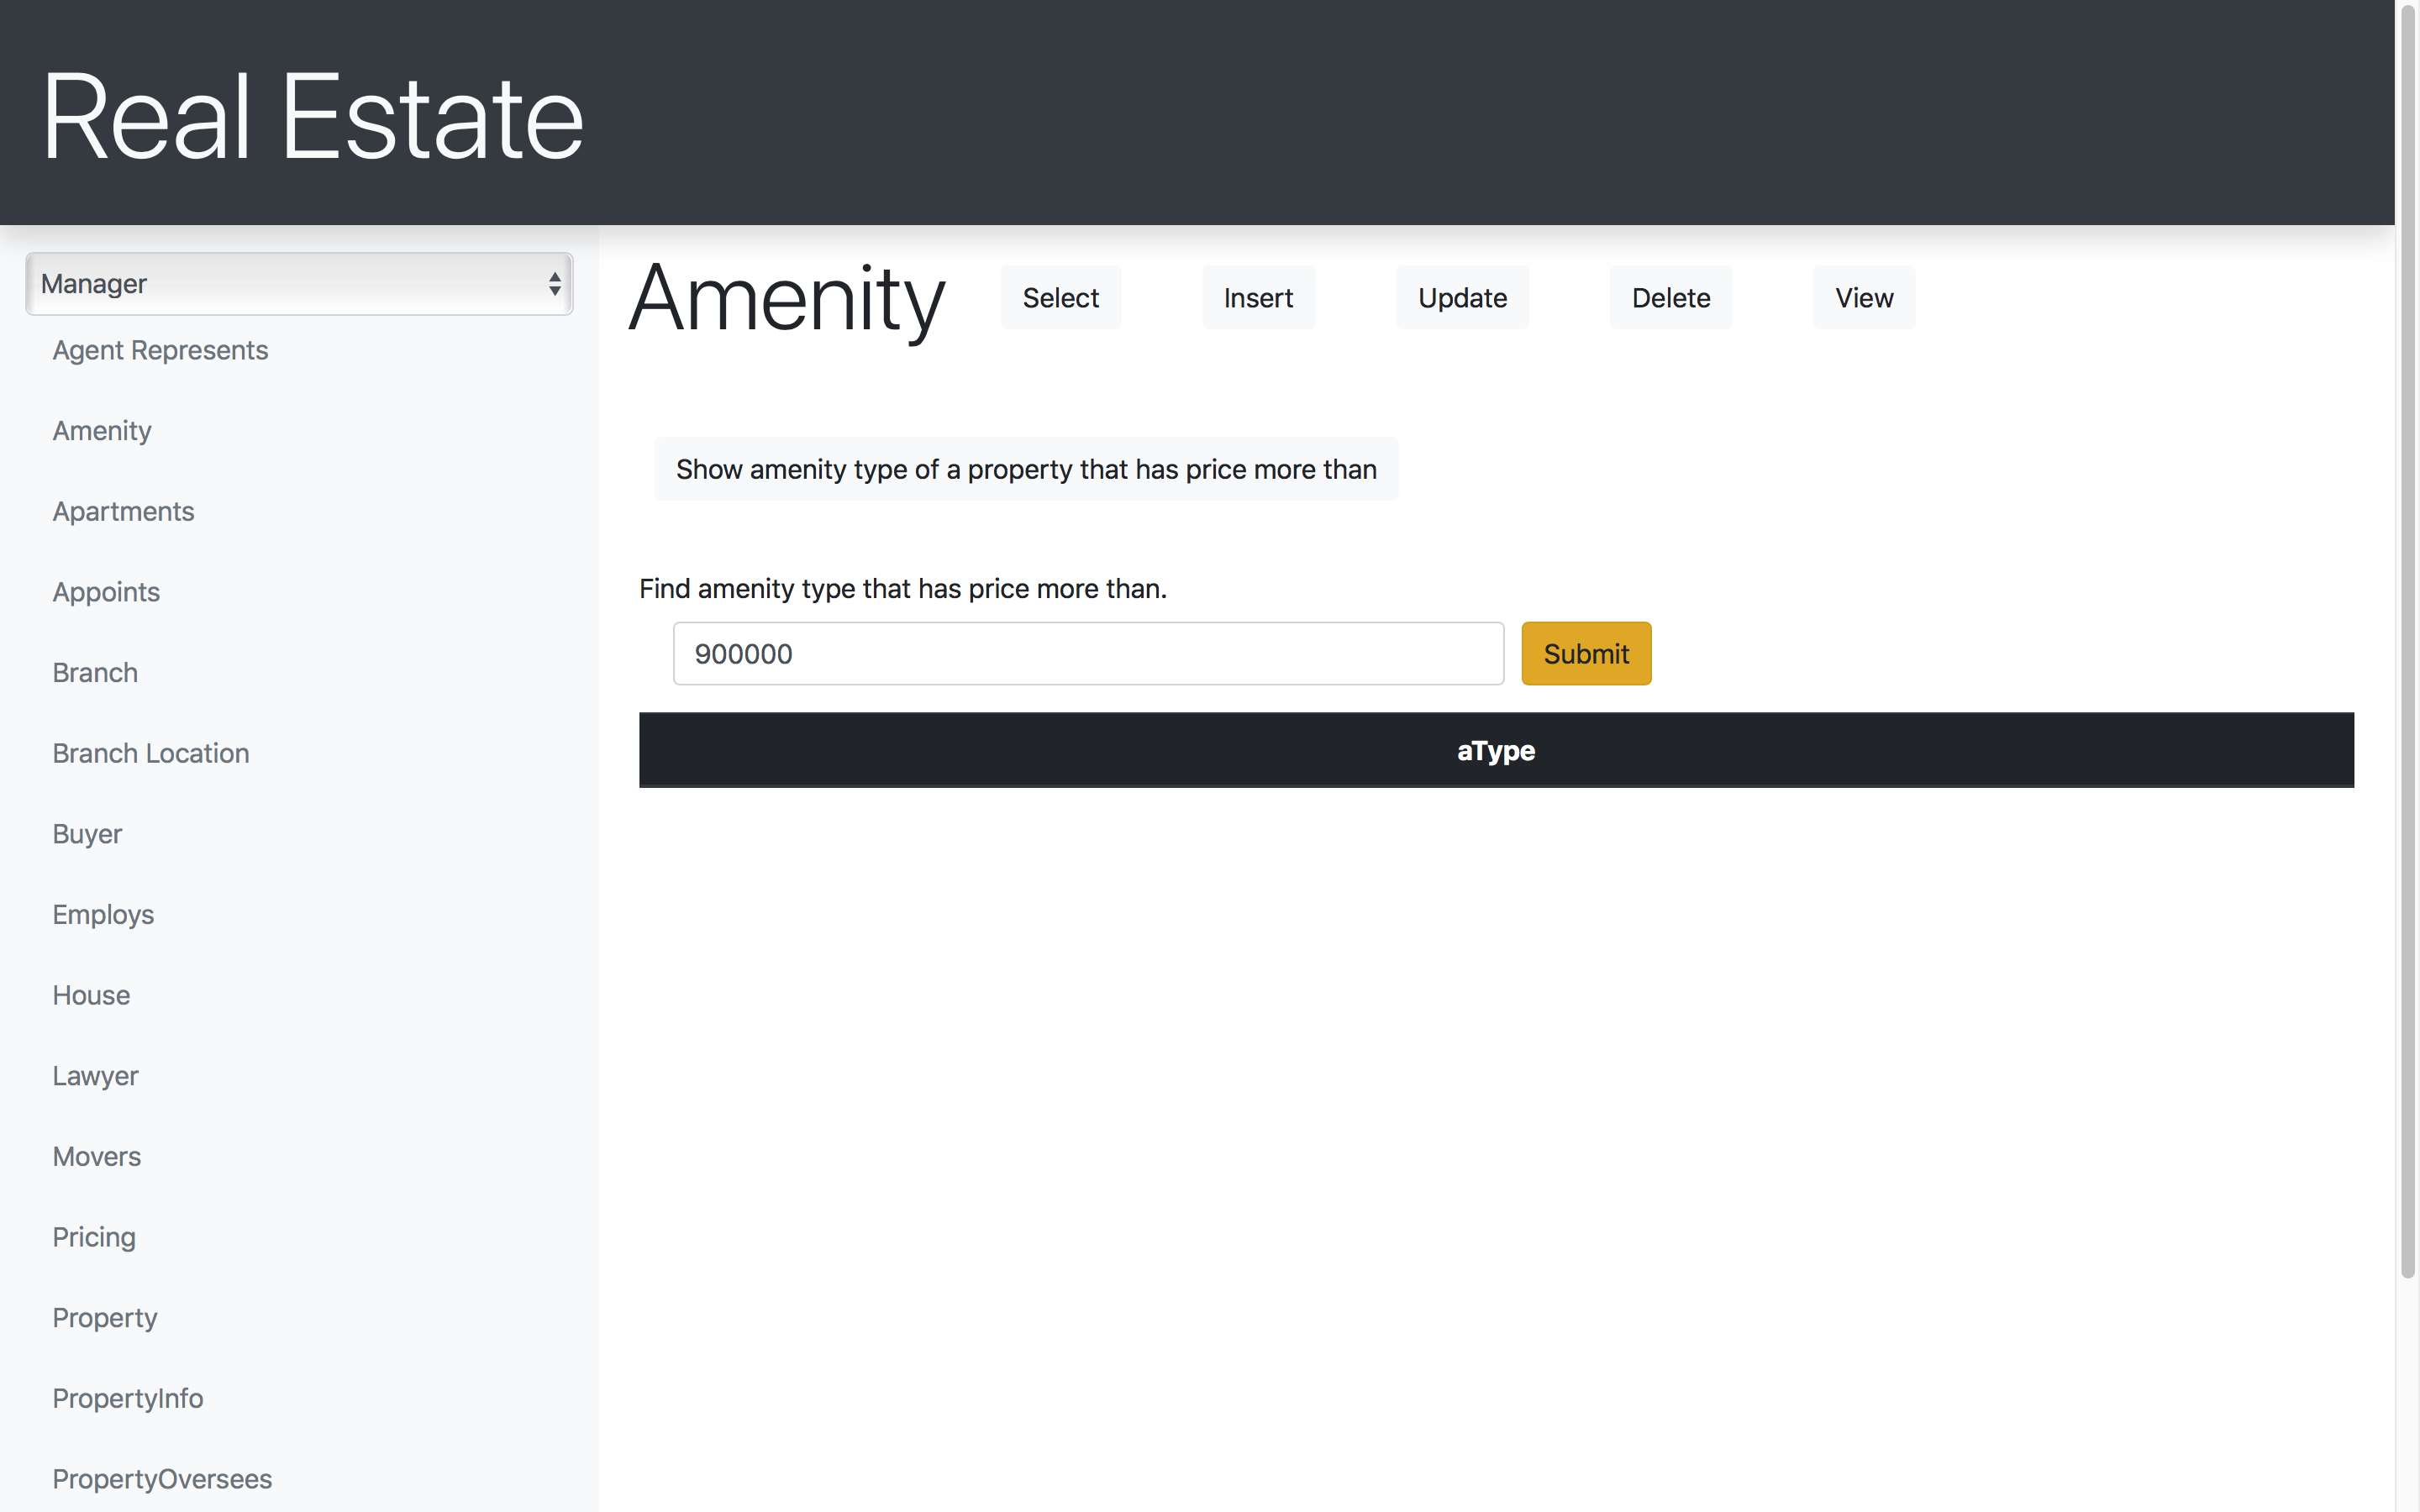 Real Estate
Manager
Agent Represents
Amenity
Apartments
Appoints
Branch
Branch Location
Buyer
Employs
House
Lawyer
Movers
Pricing
Property
PropertyInfo
PropertyOversees
Amenity Select Insert Update Delete View
Show amenity type of a property that has price more than
Find amenity type that has price more than.
900000 Submit
aType